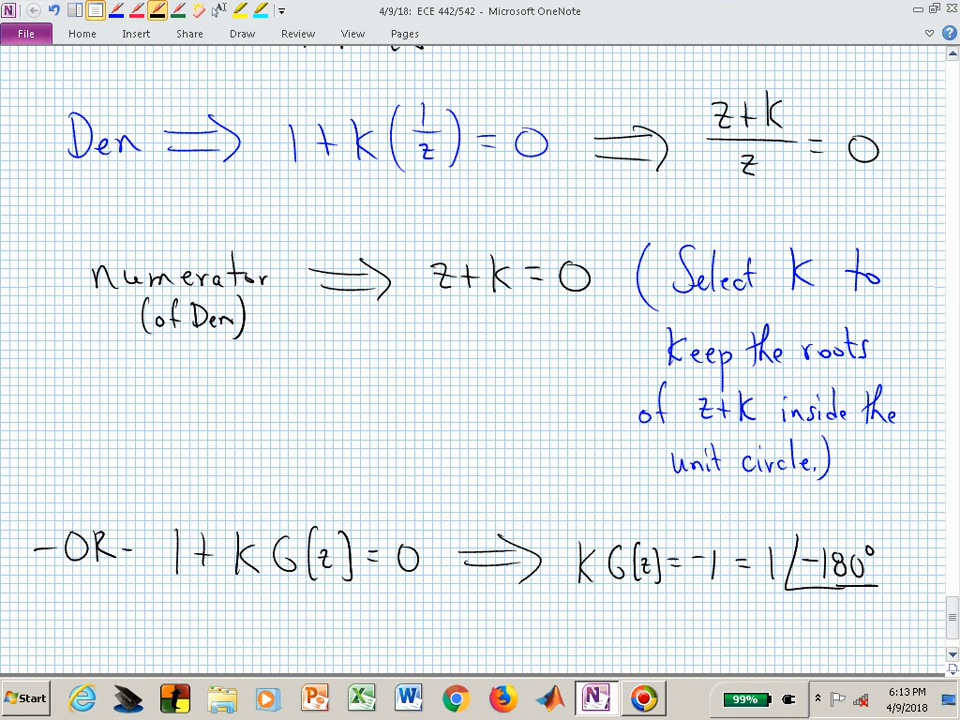 4/9/18: ECE 442/542 - Microsoft OneNote
File Home Insert Share Draw Review View Pages
Den ⟹ 1+K(1/z)=0 ⟹ (z+K)/z = 0
numerator ⟹ z+K=0 (Select K to
(of Den)
keep the roots
of z+K inside the
unit circle.)
-OR- 1+KG(z)=0 ⟹ KG(z)=-1=1∠-180°
Start
99%
6:13 PM
4/9/2018